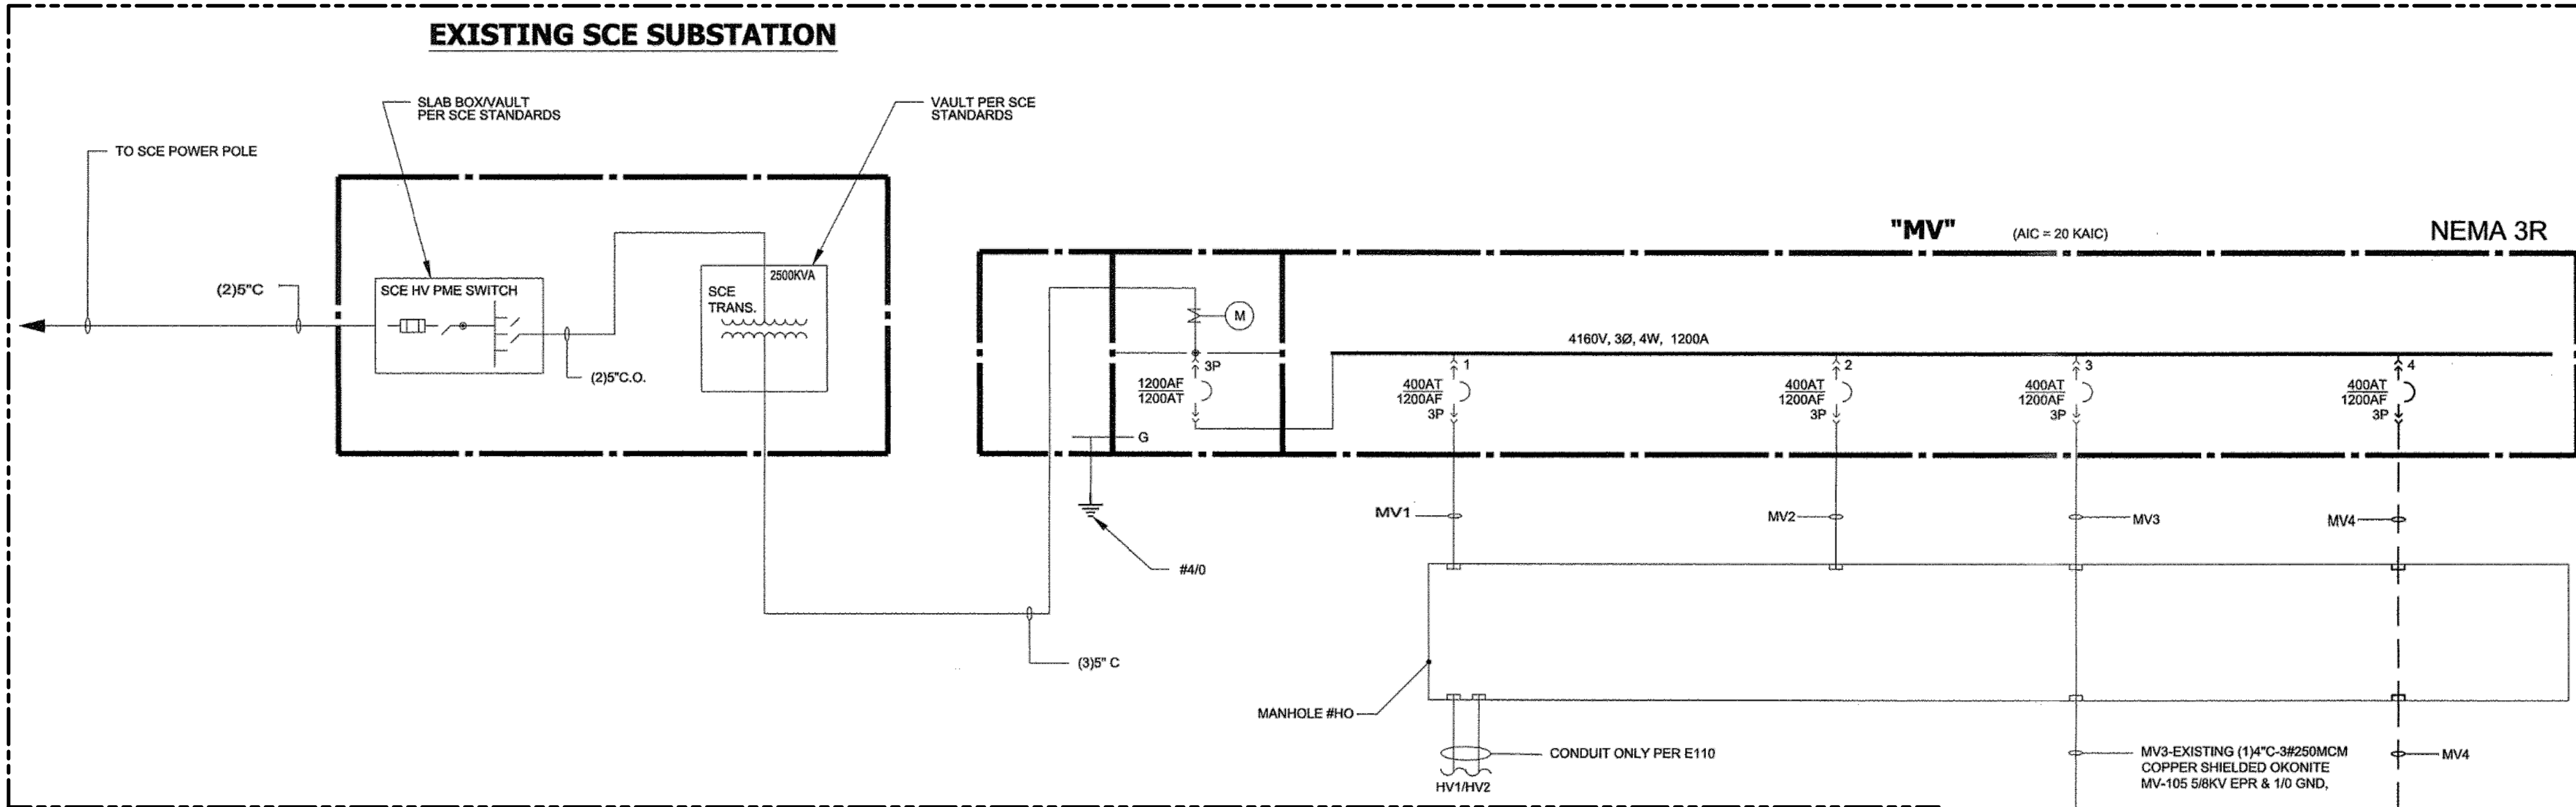 EXISTING SCE SUBSTATION
SLAB BOX/VAULT
PER SCE STANDARDS
VAULT PER SCE
STANDARDS
TO SCE POWER POLE
"MV"
(AIC = 20 KAIC)
NEMA 3R
(2)5"C
SCE HV PME SWITCH
2500KVA
SCE
TRANS.
(2)5"C.O.
M
4160V, 3Ø, 4W, 1200A
3P
1200AF
1200AT
G
1
400AT
1200AF
3P
2
400AT
1200AF
3P
3
400AT
1200AF
3P
4
400AT
1200AF
3P
MV1
MV2
MV3
MV4
#4/0
(3)5" C
MANHOLE #HO
CONDUIT ONLY PER E110
HV1/HV2
MV3-EXISTING (1)4"C-3#250MCM
COPPER SHIELDED OKONITE
MV-105 5/8KV EPR & 1/0 GND,
MV4